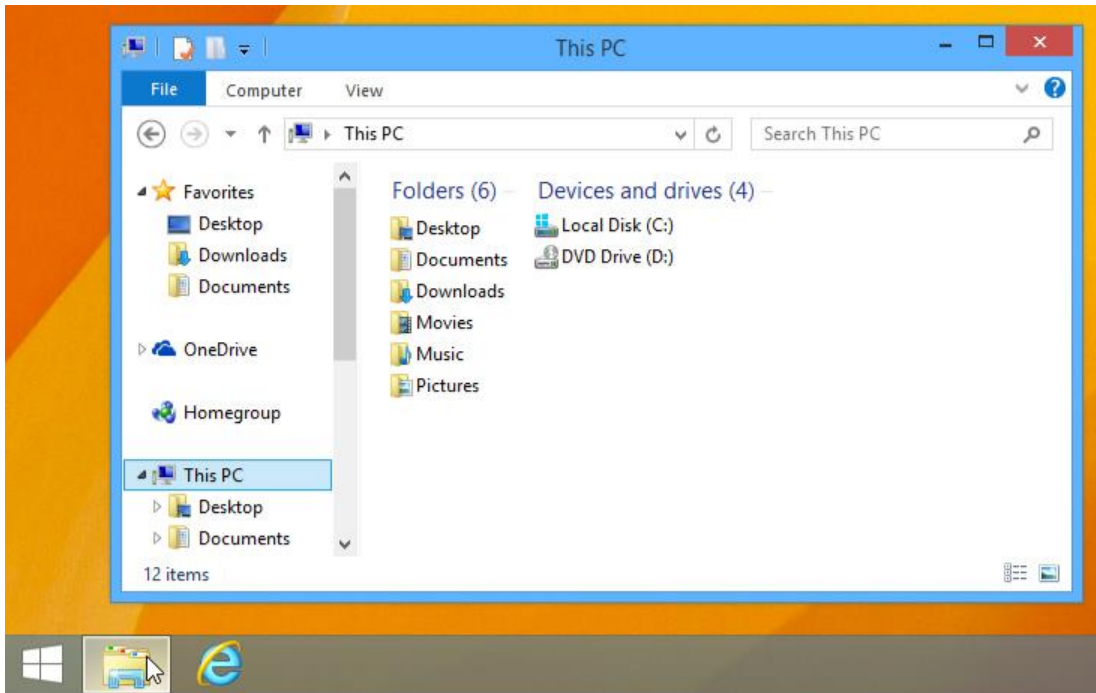 This PC
File Computer View
This PC Search This PC
Favorites
Desktop
Downloads
Documents
OneDrive
Homegroup
This PC
Desktop
Documents
Folders (6)
Desktop
Documents
Downloads
Movies
Music
Pictures
Devices and drives (4)
Local Disk (C:)
DVD Drive (D:)
12 items